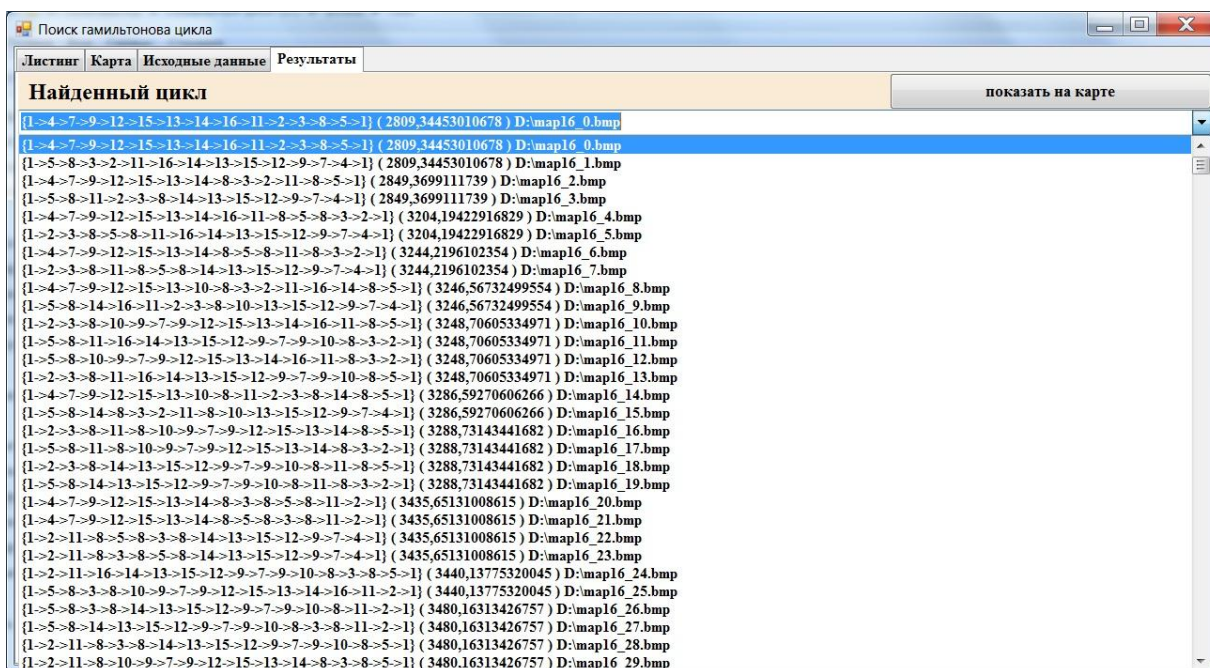 Поиск гамильтонова цикла
Листинг Карта Исходные данные Результаты
Найденный цикл показать на карте
{1->4->7->9->12->15->13->14->16->11->2->3->8->5->1} ( 2809,34453010678 ) D:\map16_0.bmp
{1->4->7->9->12->15->13->14->16->11->2->3->8->5->1} ( 2809,34453010678 ) D:\map16_0.bmp
{1->5->8->3->2->11->16->14->13->15->12->9->7->4->1} ( 2809,34453010678 ) D:\map16_1.bmp
{1->4->7->9->12->15->13->14->8->3->2->11->8->5->1} ( 2849,3699111739 ) D:\map16_2.bmp
{1->5->8->11->2->3->8->14->13->15->12->9->7->4->1} ( 2849,3699111739 ) D:\map16_3.bmp
{1->4->7->9->12->15->13->14->16->11->8->5->8->3->2->1} ( 3204,19422916829 ) D:\map16_4.bmp
{1->2->3->8->5->8->11->16->14->13->15->12->9->7->4->1} ( 3204,19422916829 ) D:\map16_5.bmp
{1->4->7->9->12->15->13->14->8->5->8->11->8->3->2->1} ( 3244,2196102354 ) D:\map16_6.bmp
{1->2->3->8->11->8->5->8->14->13->15->12->9->7->4->1} ( 3244,2196102354 ) D:\map16_7.bmp
{1->4->7->9->12->15->13->10->8->3->2->11->16->14->8->5->1} ( 3246,56732499554 ) D:\map16_8.bmp
{1->5->8->14->16->11->2->3->8->10->13->15->12->9->7->4->1} ( 3246,56732499554 ) D:\map16_9.bmp
{1->2->3->8->10->9->7->9->12->15->13->14->16->11->8->5->1} ( 3248,70605334971 ) D:\map16_10.bmp
{1->5->8->11->16->14->13->15->12->9->7->9->10->8->3->2->1} ( 3248,70605334971 ) D:\map16_11.bmp
{1->5->8->10->9->7->9->12->15->13->14->16->11->8->3->2->1} ( 3248,70605334971 ) D:\map16_12.bmp
{1->2->3->8->11->16->14->13->15->12->9->7->9->10->8->5->1} ( 3248,70605334971 ) D:\map16_13.bmp
{1->4->7->9->12->15->13->10->8->11->2->3->8->14->8->5->1} ( 3286,59270606266 ) D:\map16_14.bmp
{1->5->8->14->8->3->2->11->8->10->13->15->12->9->7->4->1} ( 3286,59270606266 ) D:\map16_15.bmp
{1->2->3->8->11->8->10->9->7->9->12->15->13->14->8->5->1} ( 3288,73143441682 ) D:\map16_16.bmp
{1->5->8->11->8->10->9->7->9->12->15->13->14->8->3->2->1} ( 3288,73143441682 ) D:\map16_17.bmp
{1->2->3->8->14->13->15->12->9->7->9->10->8->11->8->5->1} ( 3288,73143441682 ) D:\map16_18.bmp
{1->5->8->14->13->15->12->9->7->9->10->8->11->8->3->2->1} ( 3288,73143441682 ) D:\map16_19.bmp
{1->4->7->9->12->15->13->14->8->3->8->5->8->11->2->1} ( 3435,65131008615 ) D:\map16_20.bmp
{1->4->7->9->12->15->13->14->8->5->8->3->8->11->2->1} ( 3435,65131008615 ) D:\map16_21.bmp
{1->2->11->8->5->8->3->8->14->13->15->12->9->7->4->1} ( 3435,65131008615 ) D:\map16_22.bmp
{1->2->11->8->3->8->5->8->14->13->15->12->9->7->4->1} ( 3435,65131008615 ) D:\map16_23.bmp
{1->2->11->16->14->13->15->12->9->7->9->10->8->3->8->5->1} ( 3440,13775320045 ) D:\map16_24.bmp
{1->5->8->3->8->10->9->7->9->12->15->13->14->16->11->2->1} ( 3440,13775320045 ) D:\map16_25.bmp
{1->5->8->3->8->14->13->15->12->9->7->9->10->8->11->2->1} ( 3480,16313426757 ) D:\map16_26.bmp
{1->5->8->14->13->15->12->9->7->9->10->8->3->8->11->2->1} ( 3480,16313426757 ) D:\map16_27.bmp
{1->2->11->8->3->8->14->13->15->12->9->7->9->10->8->5->1} ( 3480,16313426757 ) D:\map16_28.bmp
{1->2->11->8->10->9->7->9->12->15->13->14->8->3->8->5->1} ( 3480,16313426757 ) D:\map16_29.bmp